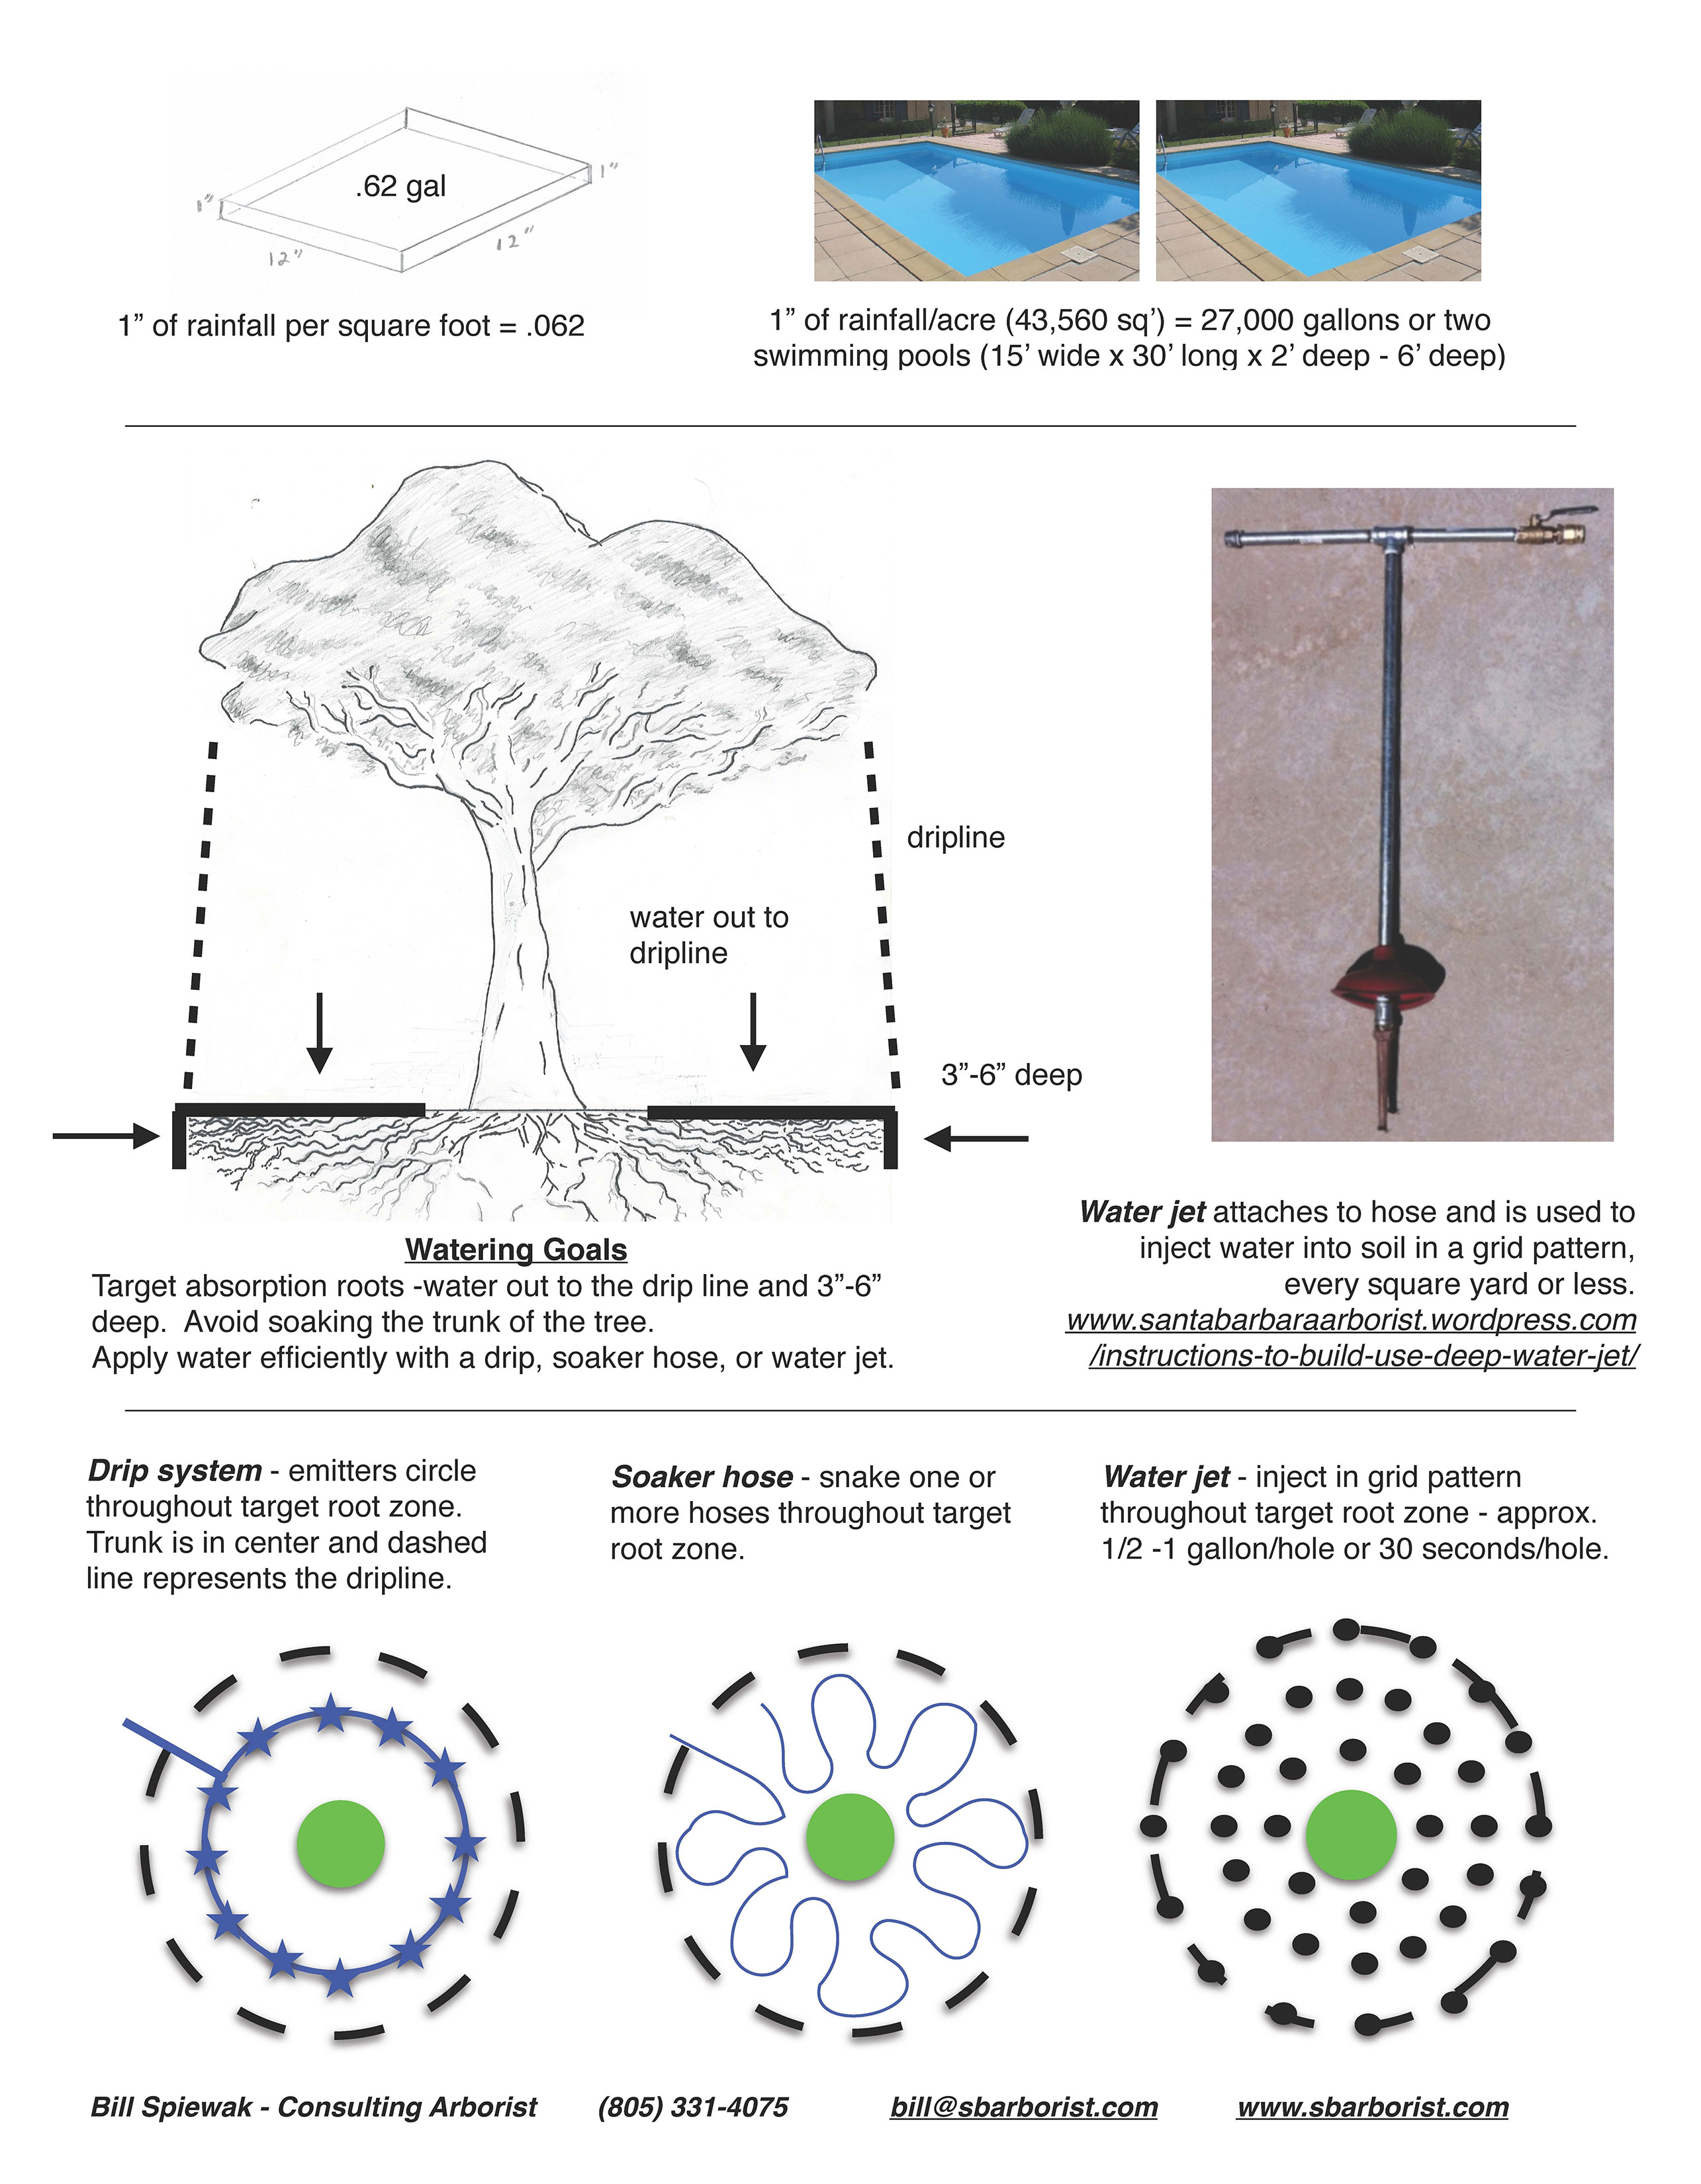 .62 gal
1"
1"
12"
12"
1” of rainfall per square foot = .062
1” of rainfall/acre (43,560 sq’) = 27,000 gallons or two
swimming pools (15’ wide x 30’ long x 2’ deep - 6’ deep)
dripline
water out to
dripline
3”-6” deep
Watering Goals
Target absorption roots -water out to the drip line and 3”-6”
deep.  Avoid soaking the trunk of the tree.
Apply water efficiently with a drip, soaker hose, or water jet.
Water jet attaches to hose and is used to
inject water into soil in a grid pattern,
every square yard or less.
www.santabarbaraarborist.wordpress.com
/instructions-to-build-use-deep-water-jet/
Drip system - emitters circle
throughout target root zone.
Trunk is in center and dashed
line represents the dripline.
Soaker hose - snake one or
more hoses throughout target
root zone.
Water jet - inject in grid pattern
throughout target root zone - approx.
1/2 -1 gallon/hole or 30 seconds/hole.
Bill Spiewak - Consulting Arborist (805) 331-4075 bill@sbarborist.com www.sbarborist.com